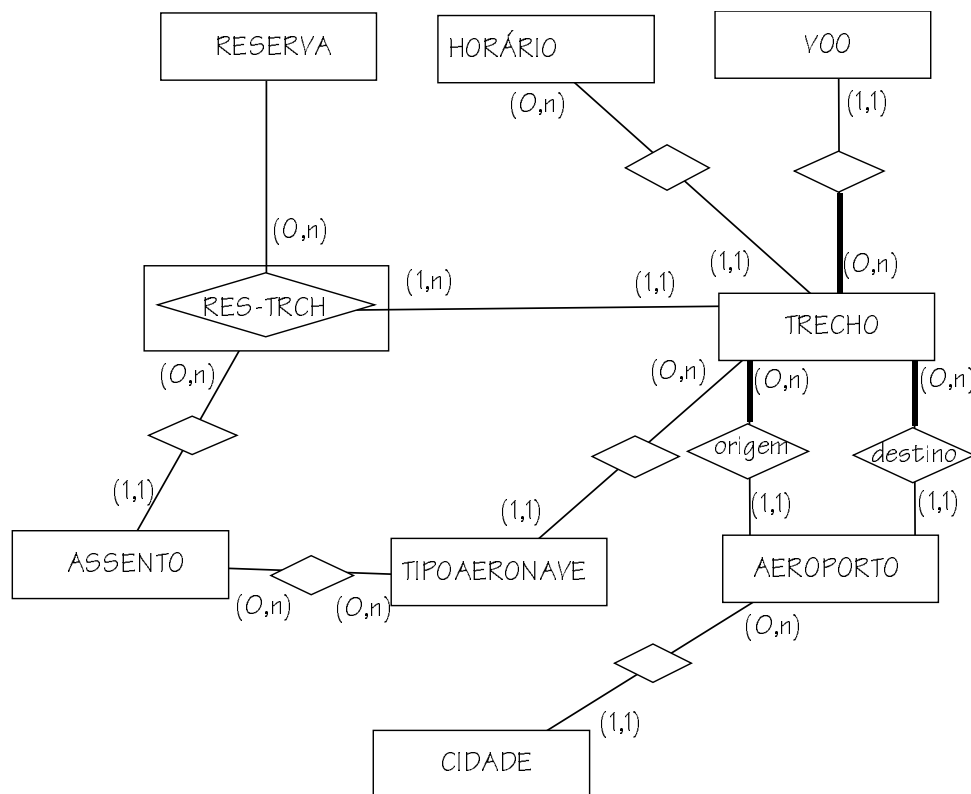 RESERVA
HORÁRIO
VOO
(0,n)
(1,1)
(0,n)
(1,n)
(1,1)
(1,1)
(0,n)
RES-TRCH
TRECHO
(0,n)
(0,n)
(0,n)
(0,n)
origem
destino
(1,1)
(1,1)
(1,1)
(1,1)
ASSENTO
TIPOAERONAVE
AEROPORTO
(0,n)
(0,n)
(0,n)
(1,1)
CIDADE